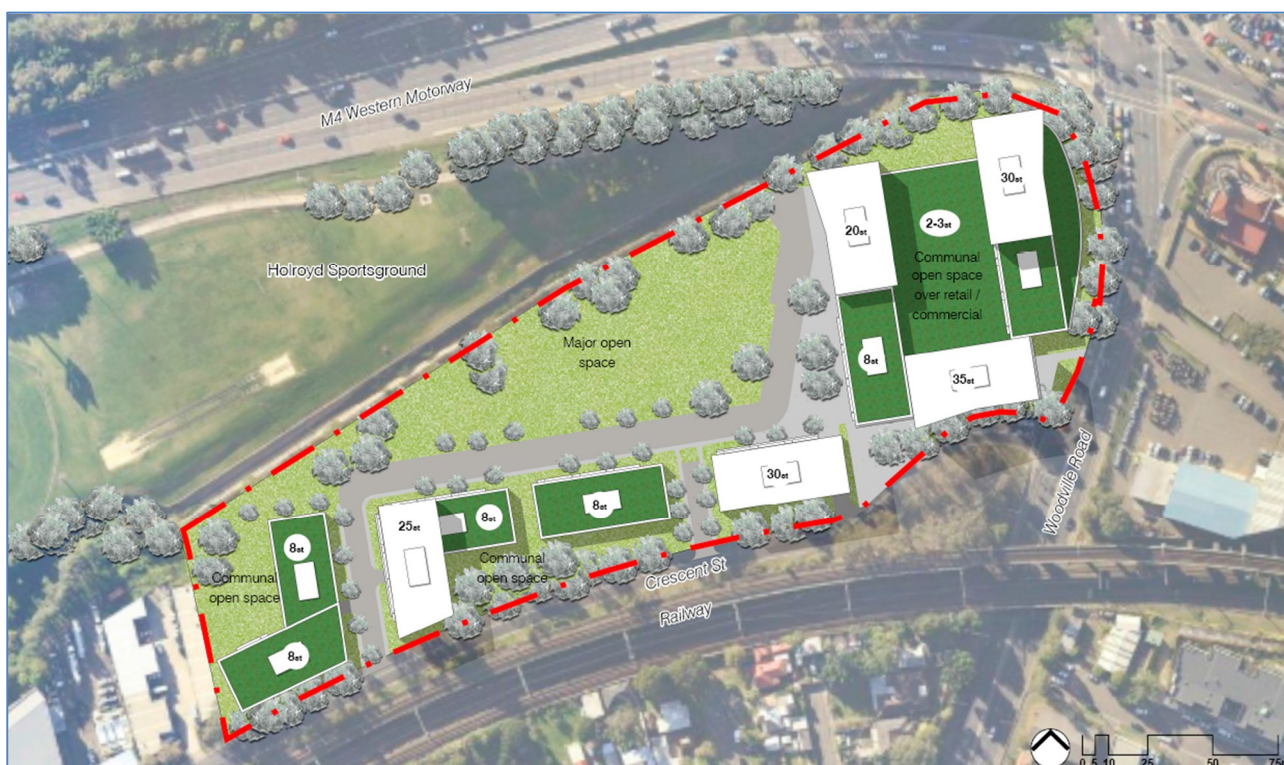 M4 Western Motorway
Holroyd Sportsground
30st
20st
2-3st
Communal
open space
over retail /
commercial
Major open
space
8st
35st
Woodville Road
30st
25st
8st
8st
Communal
open space
Crescent St
Railway
8st
Communal
open space
8st
0 5 10 25 50 75